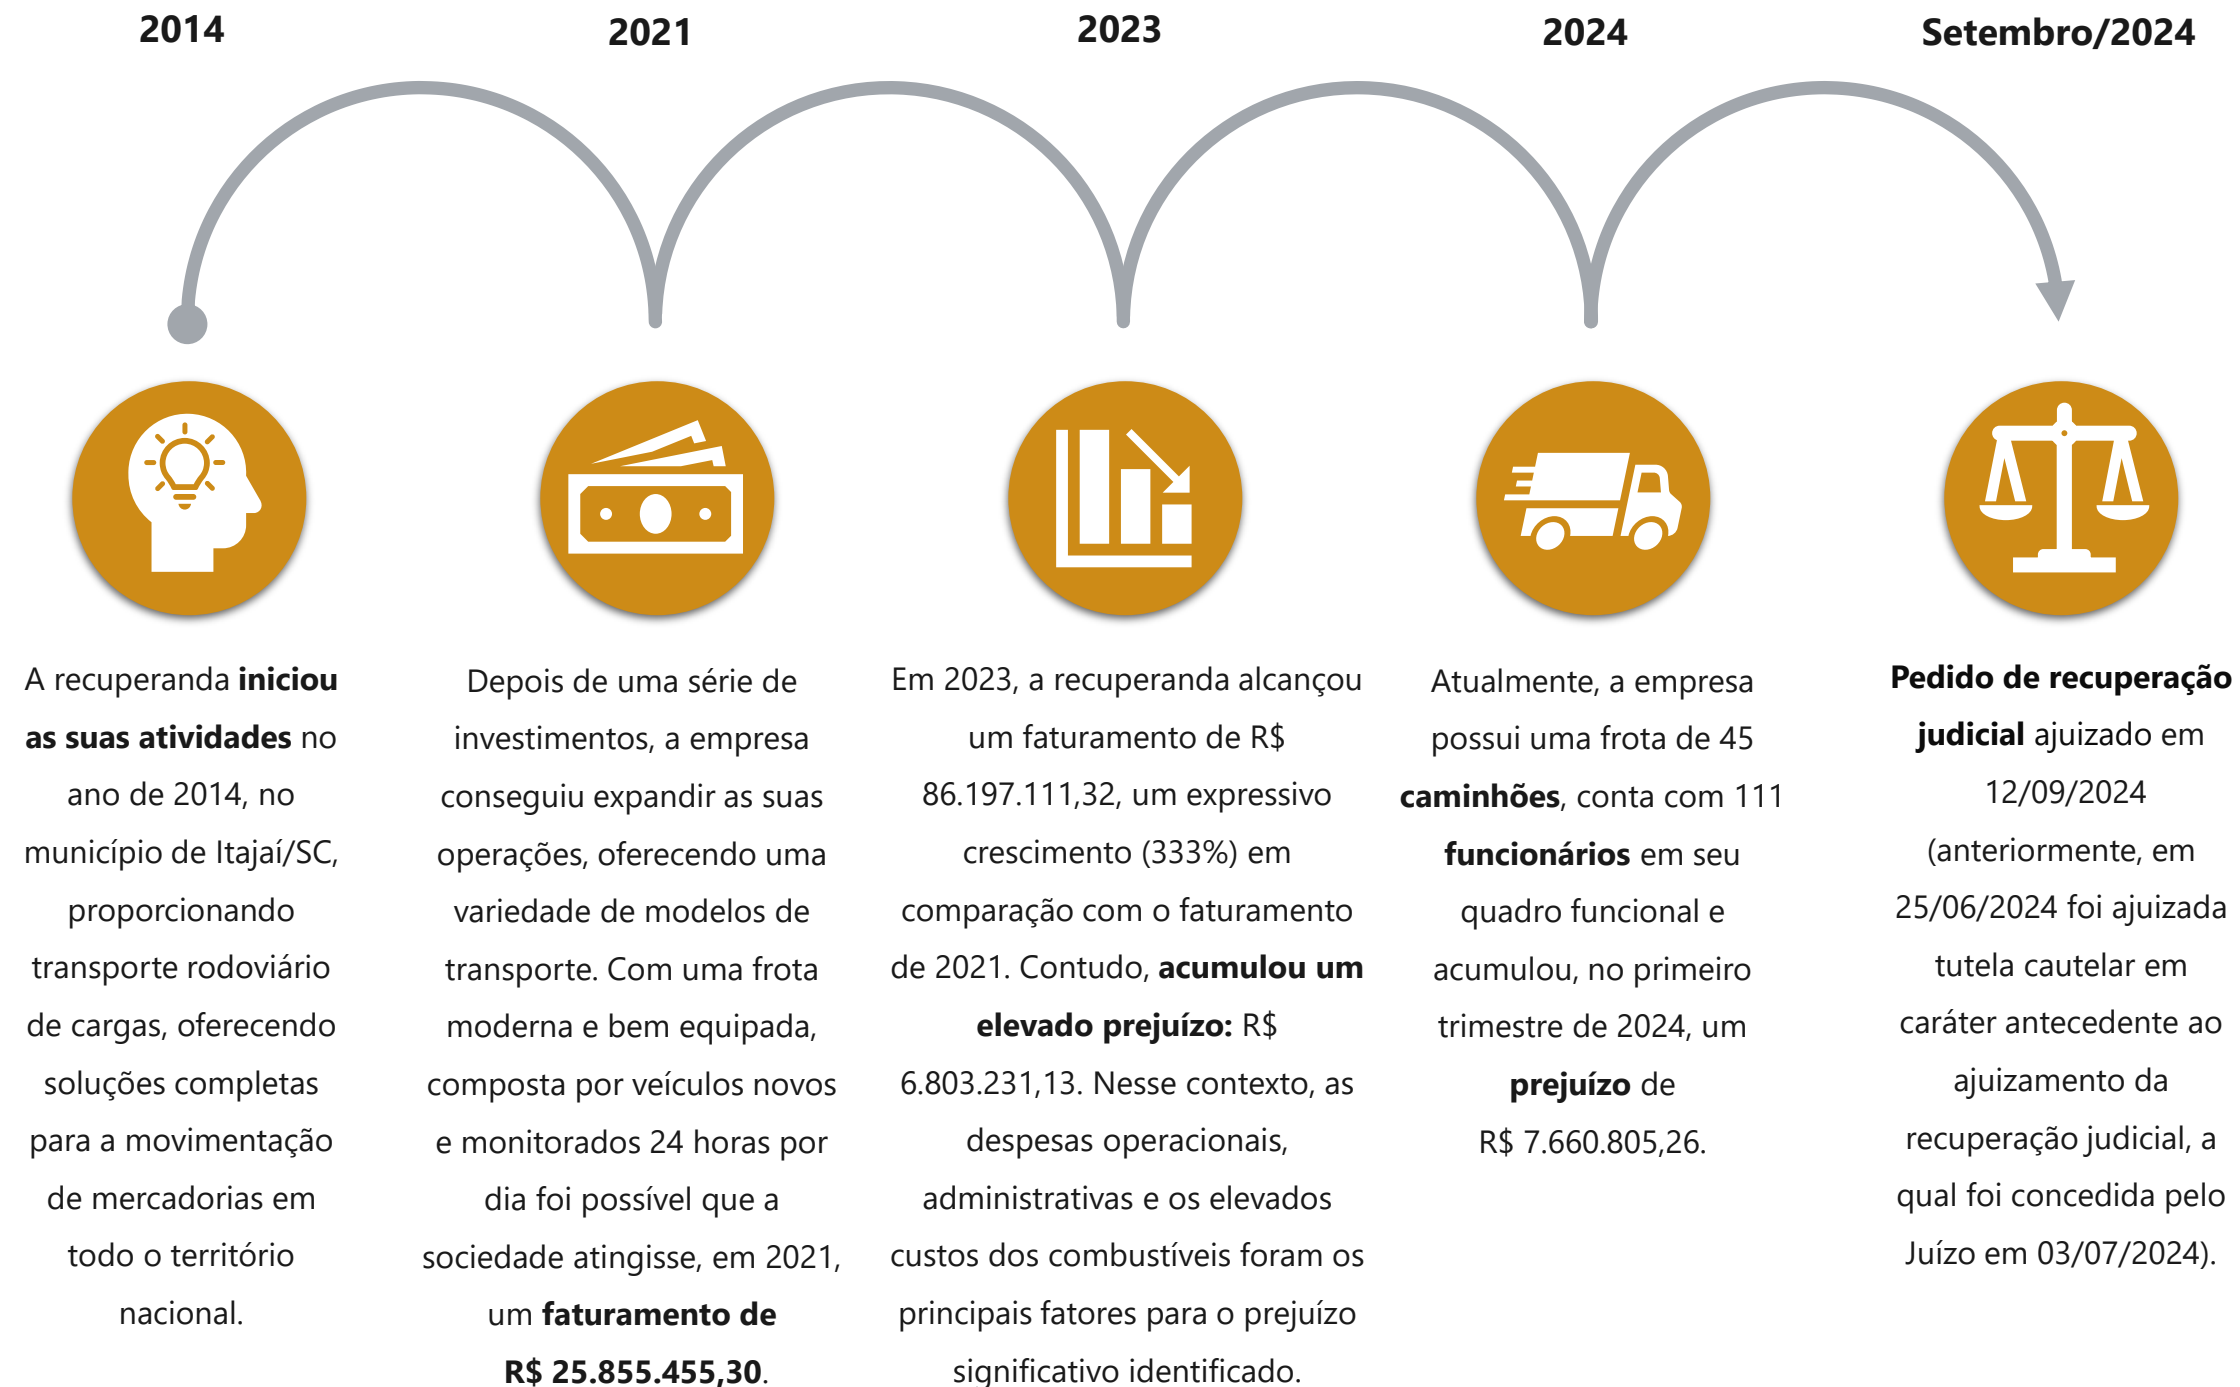 2014
2021
2023
2024
Setembro/2024
A recuperanda iniciou
as suas atividades no
ano de 2014, no
município de Itajaí/SC,
proporcionando
transporte rodoviário
de cargas, oferecendo
soluções completas
para a movimentação
de mercadorias em
todo o território
nacional.
Depois de uma série de
investimentos, a empresa
conseguiu expandir as suas
operações, oferecendo uma
variedade de modelos de
transporte. Com uma frota
moderna e bem equipada,
composta por veículos novos
e monitorados 24 horas por
dia foi possível que a
sociedade atingisse, em 2021,
um faturamento de
R$ 25.855.455,30.
Em 2023, a recuperanda alcançou
um faturamento de R$
86.197.111,32, um expressivo
crescimento (333%) em
comparação com o faturamento
de 2021. Contudo, acumulou um
elevado prejuízo: R$
6.803.231,13. Nesse contexto, as
despesas operacionais,
administrativas e os elevados
custos dos combustíveis foram os
principais fatores para o prejuízo
significativo identificado.
Atualmente, a empresa
possui uma frota de 45
caminhões, conta com 111
funcionários em seu
quadro funcional e
acumulou, no primeiro
trimestre de 2024, um
prejuízo de
R$ 7.660.805,26.
Pedido de recuperação
judicial ajuizado em
12/09/2024
(anteriormente, em
25/06/2024 foi ajuizada
tutela cautelar em
caráter antecedente ao
ajuizamento da
recuperação judicial, a
qual foi concedida pelo
Juízo em 03/07/2024).